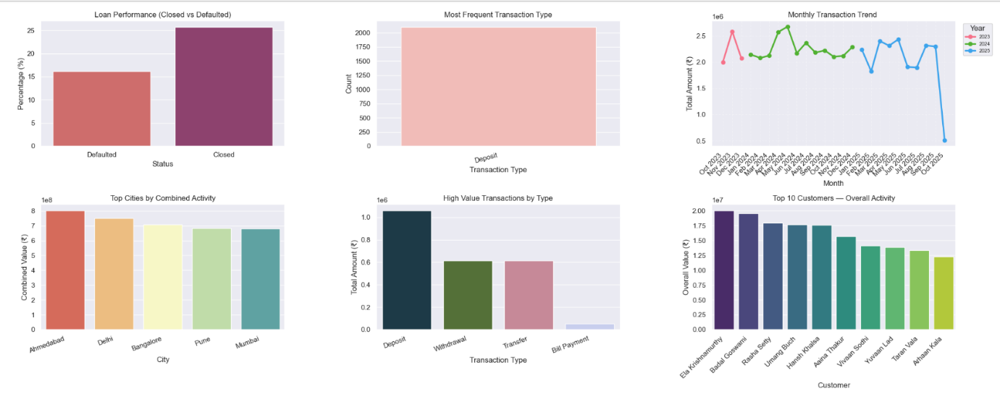 Loan Performance (Closed vs Defaulted)
25
20
15
10
5
0
Percentage (%)
Defaulted
Closed
Status
Most Frequent Transaction Type
2000
1750
1500
1250
1000
750
500
250
0
Count
Deposit
Transaction Type
Monthly Transaction Trend
1e6
2.5
2.0
1.5
1.0
0.5
Total Amount (₹)
Oct 2023
Nov 2023
Dec 2023
Jan 2024
Feb 2024
Mar 2024
Apr 2024
May 2024
Jun 2024
Jul 2024
Aug 2024
Sep 2024
Oct 2024
Nov 2024
Dec 2024
Jan 2025
Feb 2025
Mar 2025
Apr 2025
May 2025
Jun 2025
Jul 2025
Aug 2025
Sep 2025
Oct 2025
Month
Year
2023
2024
2025
Top Cities by Combined Activity
1e8
8
7
6
5
4
3
2
1
0
Combined Value (₹)
Ahmedabad
Delhi
Bangalore
Pune
Mumbai
City
High Value Transactions by Type
1e6
1.0
0.8
0.6
0.4
0.2
0.0
Total Amount (₹)
Deposit
Withdrawal
Transfer
Bill Payment
Transaction Type
Top 10 Customers — Overall Activity
1e7
2.00
1.75
1.50
1.25
1.00
0.75
0.50
0.25
0.00
Overall Value (₹)
Ela Krishnamurthy
Badal Goswami
Rasha Setty
Umang Buch
Hansh Khalsa
Aaina Thakur
Vivaan Sodhi
Yuvaan Lad
Taran Vala
Arhaan Kala
Customer